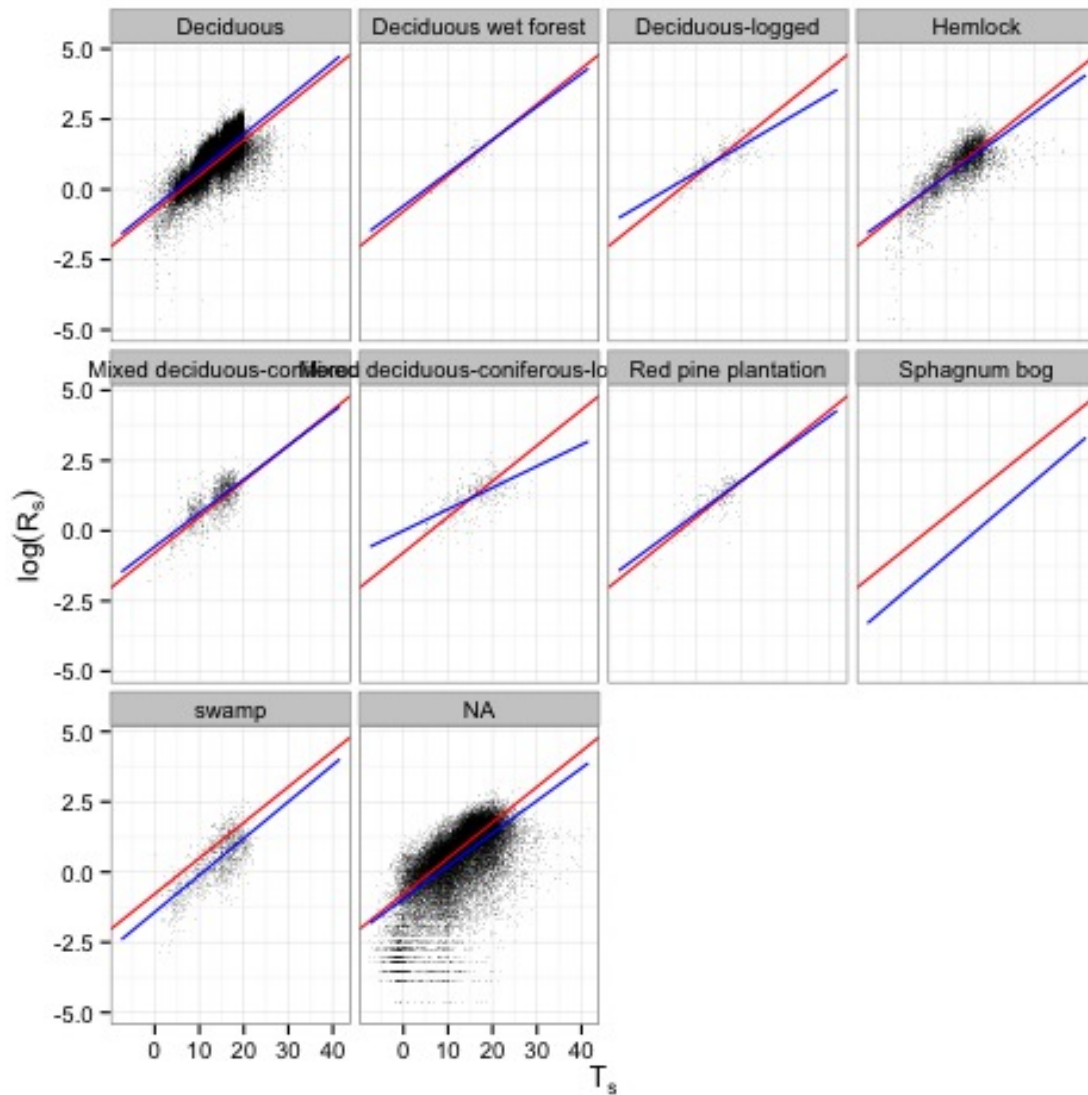 Deciduous
Deciduous wet forest
Deciduous-logged
Hemlock
5.0
2.5
0.0
-2.5
-5.0
Mixed deciduous-
deciduous-coniferous-lo
Red pine plantation
Sphagnum bog
5.0
2.5
0.0
-2.5
-5.0
log(Rs)
swamp
NA
5.0
2.5
0.0
-2.5
-5.0
0 10 20 30 40
0 10 20 30 40
Ts